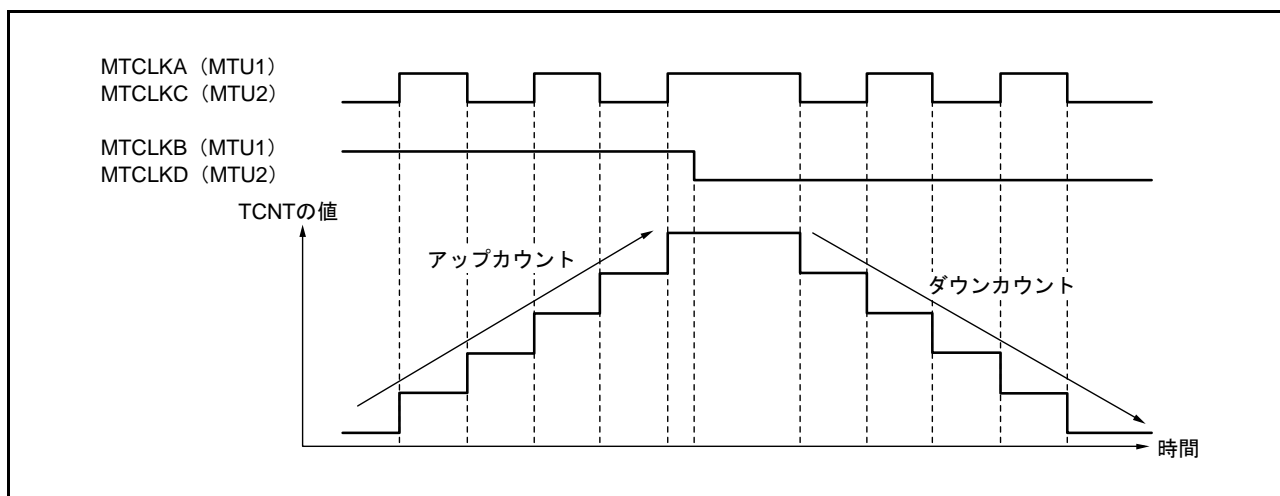 MTCLKA（MTU1）
MTCLKC（MTU2）
MTCLKB（MTU1）
MTCLKD（MTU2）
TCNTの値
アップカウント
ダウンカウント
時間